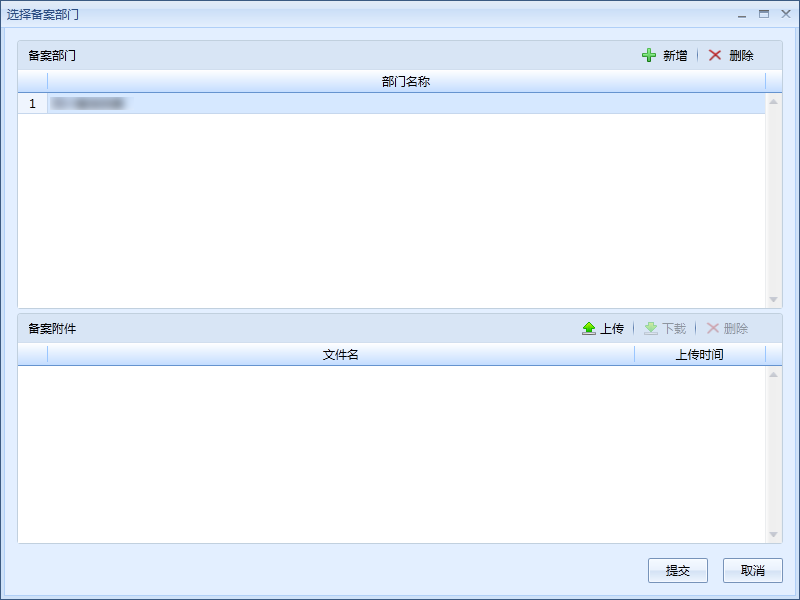 选择备案部门
备案部门 新增 删除
部门名称
1
备案附件 上传 下载 删除
文件名 上传时间
提交 取消